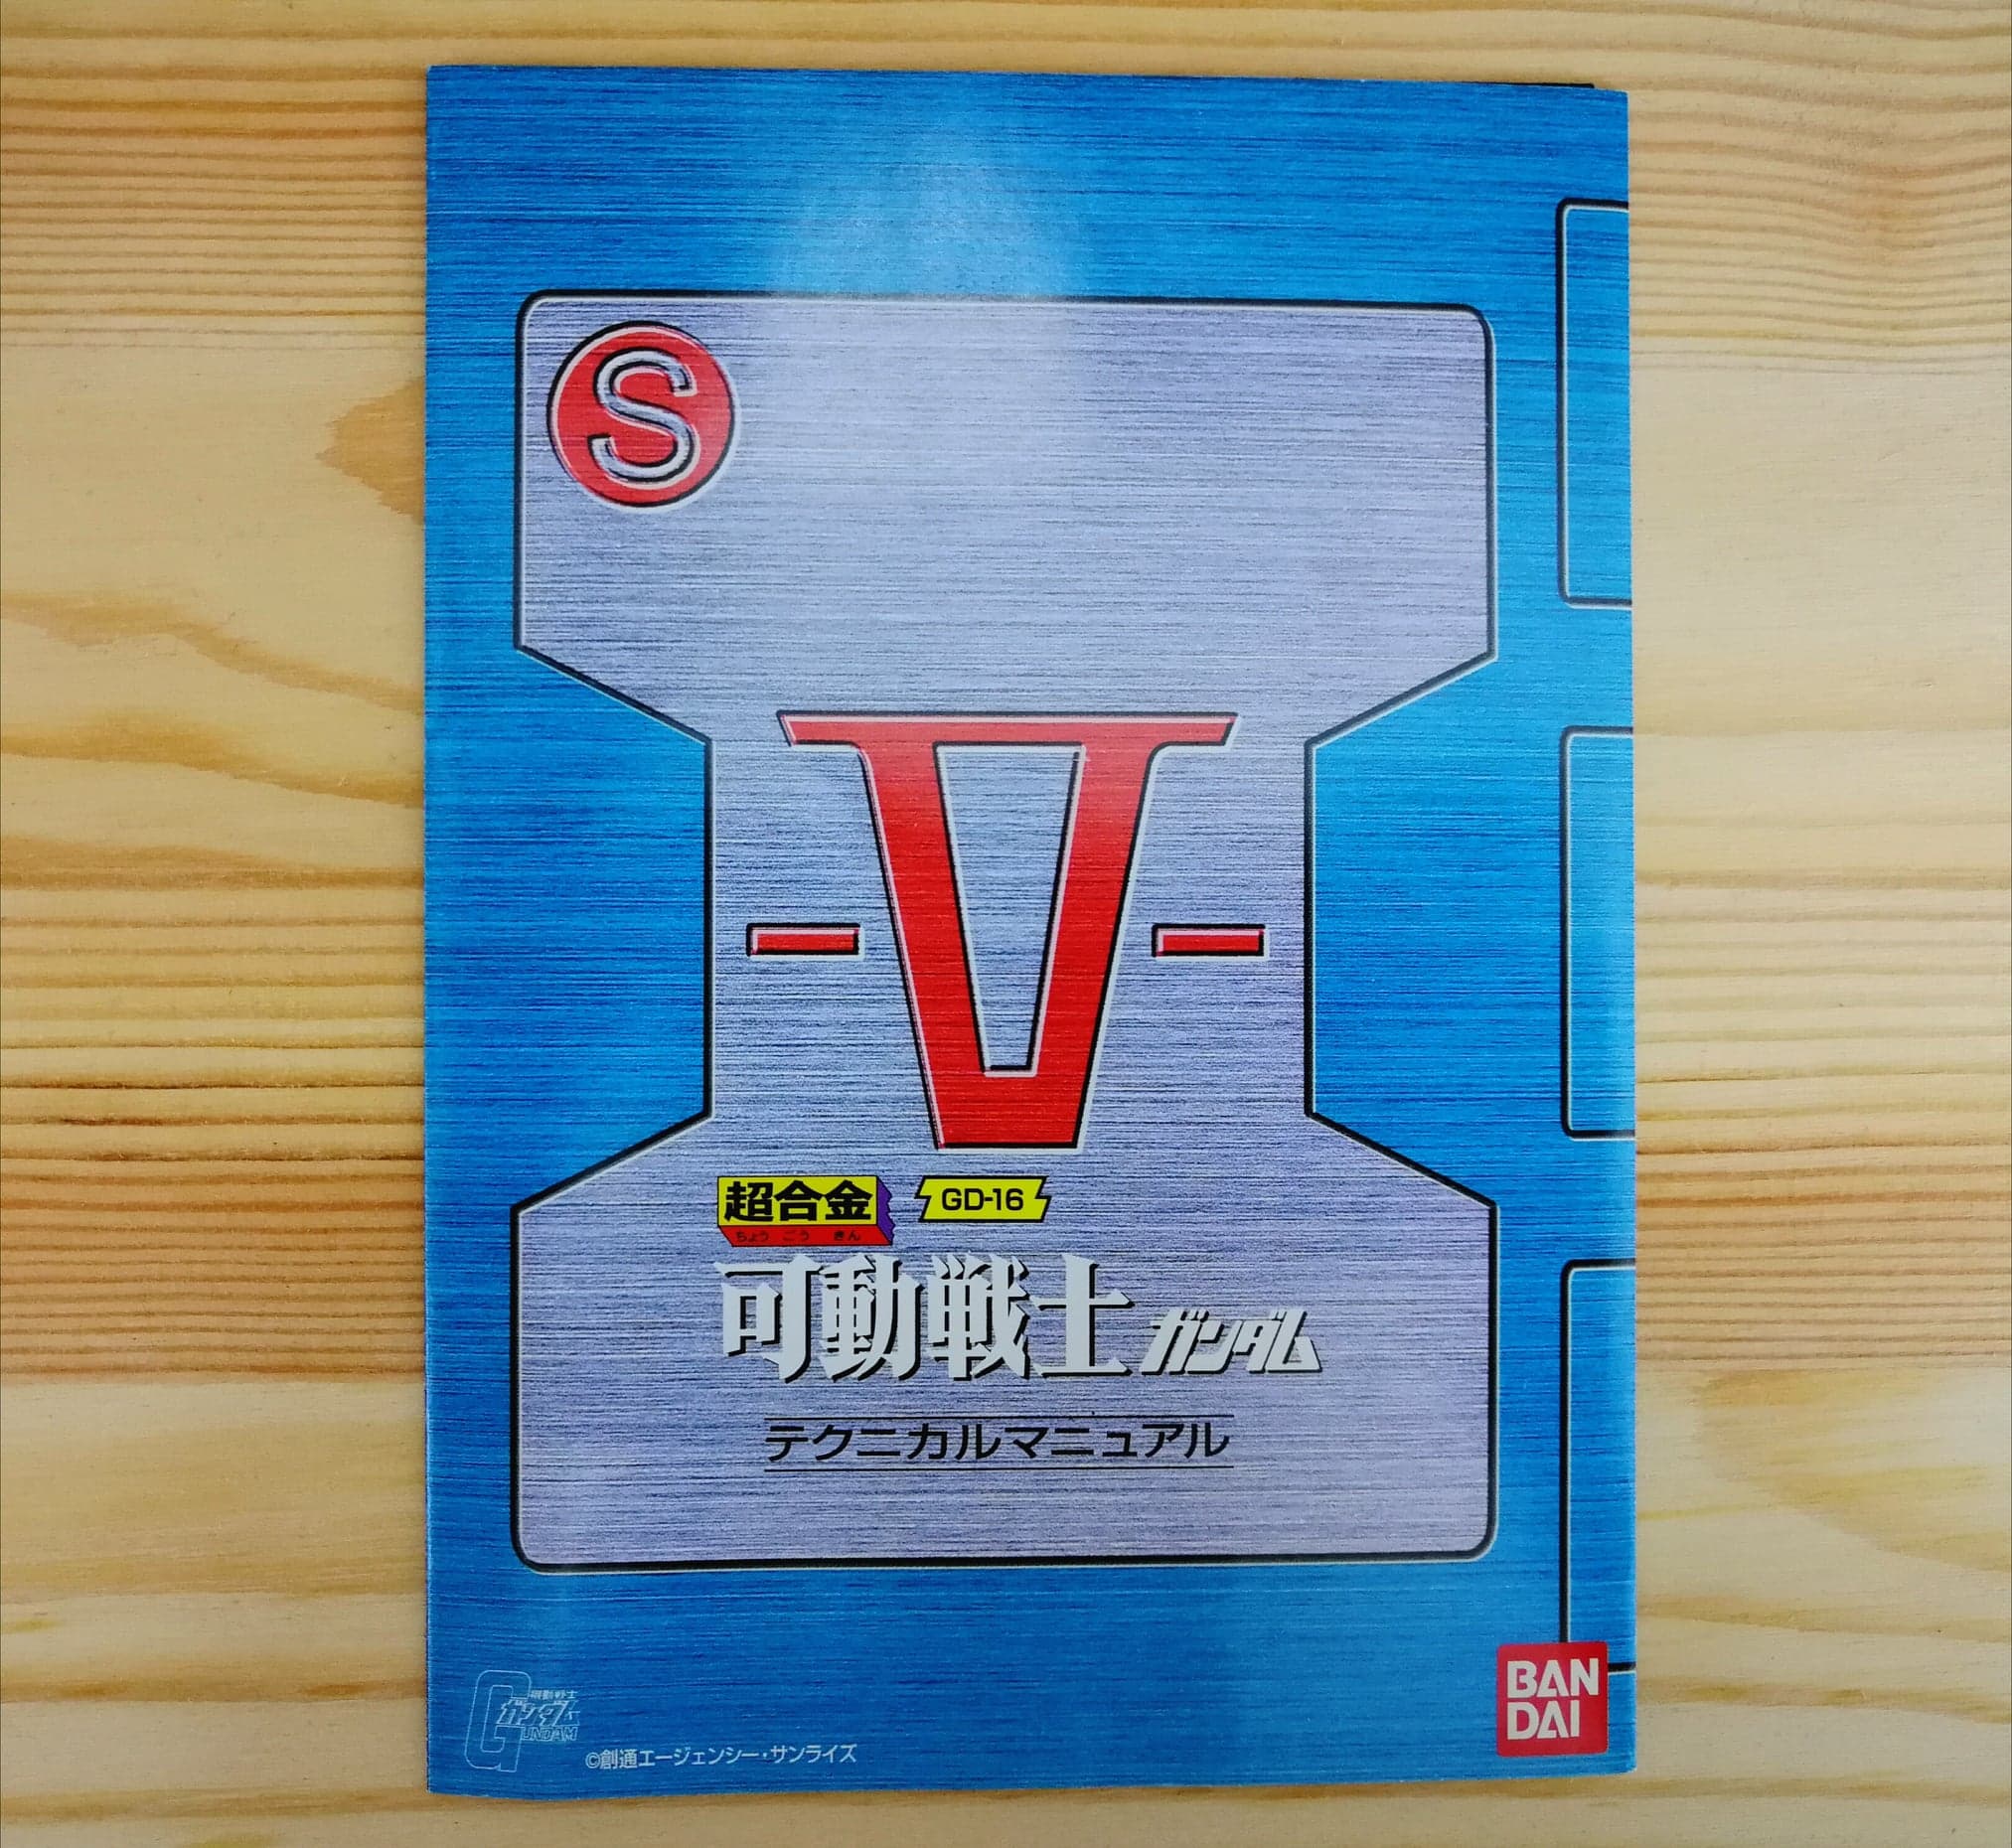 S
-V-
超合金
ちょう ごう きん
GD-16
可動戦士 ガンダム
テクニカルマニュアル
機動戦士
ガンダム
GUNDAM
©創通エージェンシー・サンライズ
BAN
DAI